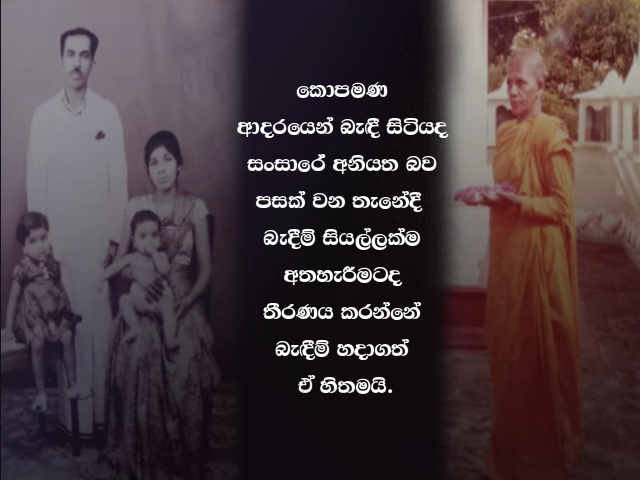 කොපමණ
ආදරයෙන් බැඳී සිටියද
සංසාරේ අනියත බව
පසක් වන තැනේදී
බැදීම් සියල්ලක්ම
අතහැරීමටද
තීරණය කරන්නේ
බැඳීම් හදාගත්
ඒ හිතමයි.